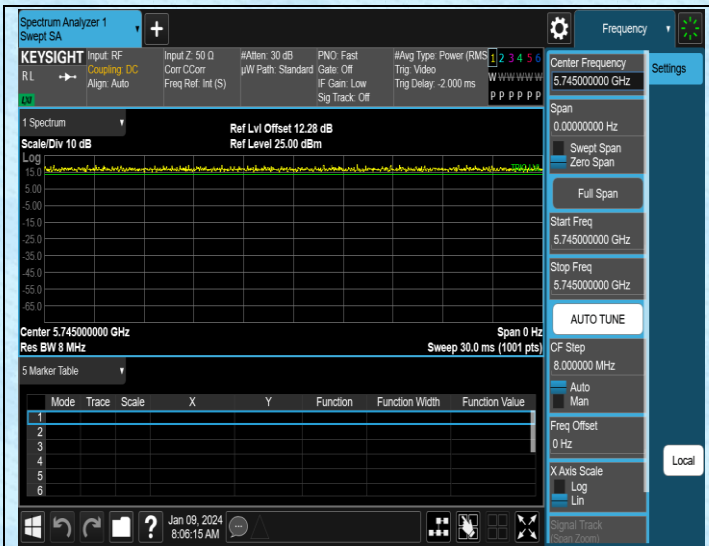 Spectrum Analyzer 1
Swept SA
Frequency
KEYSIGHT
RL
LXI
Input: RF
Coupling: DC
Align: Auto
Input Z: 50 Ω
Corr CCorr
Freq Ref: Int (S)
#Atten: 30 dB
µW Path: Standard
PNO: Fast
Gate: Off
IF Gain: Low
Sig Track: Off
#Avg Type: Power (RMS
Trig: Video
Trig Delay: -2.000 ms
1 2 3 4 5 6
W W W W W W
P P P P P P
1 Spectrum
Scale/Div 10 dB
Ref Lvl Offset 12.28 dB
Ref Level 25.00 dBm
Log
15.0
5.00
-5.00
-15.0
-25.0
-35.0
-45.0
-55.0
-65.0
Center 5.745000000 GHz
Span 0 Hz
Res BW 8 MHz
Sweep 30.0 ms (1001 pts)
5 Marker Table
Mode Trace Scale X Y Function Function Width Function Value
1
2
3
4
5
6
Jan 09, 2024
8:06:15 AM
Center Frequency
5.745000000 GHz
Span
0.00000000 Hz
Swept Span
Zero Span
Full Span
Start Freq
5.745000000 GHz
Stop Freq
5.745000000 GHz
AUTO TUNE
CF Step
8.000000 MHz
Auto
Man
Freq Offset
0 Hz
X Axis Scale
Log
Lin
Signal Track
(Span Zoom)
Settings
Local